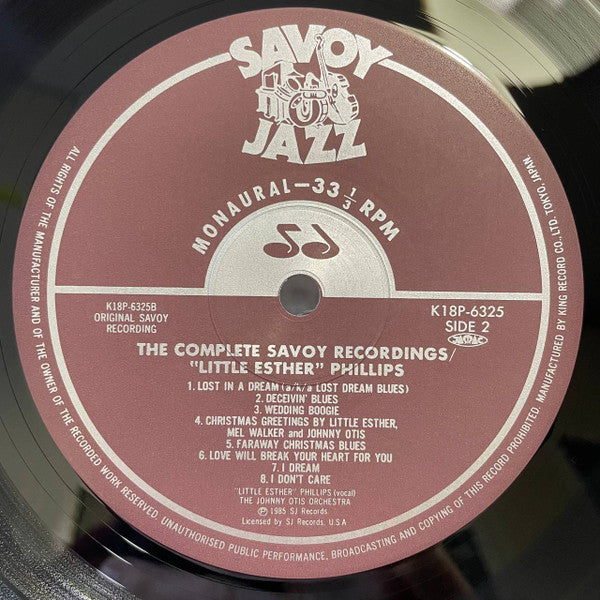 SAVOY
JAZZ
MONAURAL—33 1/3 RPM
K18P-6325B
ORIGINAL SAVOY
RECORDING
K18P-6325
SIDE 2
JASRAC
THE COMPLETE SAVOY RECORDINGS/
"LITTLE ESTHER" PHILLIPS
1. LOST IN A DREAM (a/k/a LOST DREAM BLUES)
2. DECEIVIN' BLUES
3. WEDDING BOOGIE
4. CHRISTMAS GREETINGS BY LITTLE ESTHER,
MEL WALKER and JOHNNY OTIS
5. FARAWAY CHRISTMAS BLUES
6. LOVE WILL BREAK YOUR HEART FOR YOU
7. I DREAM
8. I DON'T CARE
"LITTLE ESTHER" PHILLIPS (vocal)
THE JOHNNY OTIS ORCHESTRA
Ⓟ 1985 SJ Records
Licensed by SJ Records, U.S.A
ALL RIGHTS OF THE MANUFACTURER AND OF THE OWNER OF THE RECORDED WORK RESERVED. UNAUTHORISED PUBLIC PERFORMANCE, BROADCASTING AND COPYING OF THIS RECORD PROHIBITED. MANUFACTURED BY KING RECORD CO., LTD. TOKYO, JAPAN